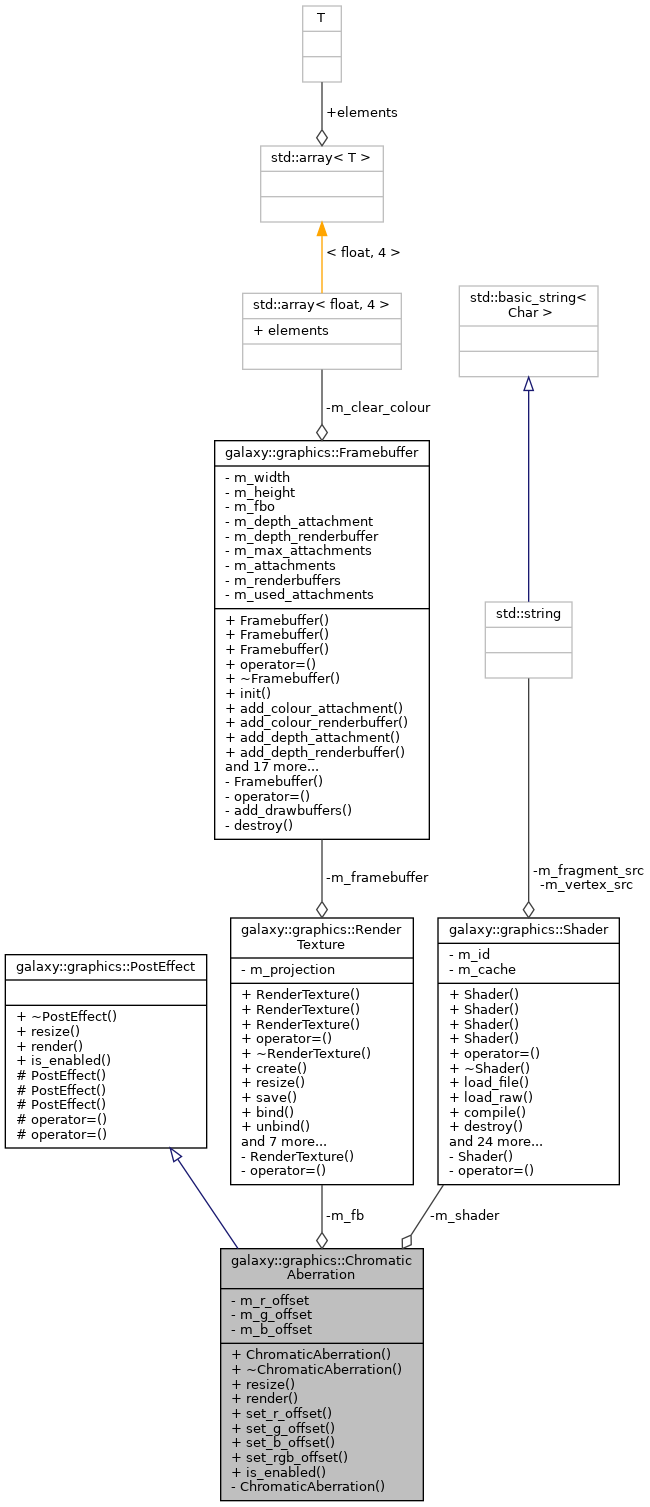 T
+elements
std::array< T >
< float, 4 >
std::array< float, 4 >
+ elements
std::basic_string<
Char >
-m_clear_colour
galaxy::graphics::Framebuffer
- m_width
- m_height
- m_fbo
- m_depth_attachment
- m_depth_renderbuffer
- m_max_attachments
- m_attachments
- m_renderbuffers
- m_used_attachments
+ Framebuffer()
+ Framebuffer()
+ Framebuffer()
+ operator=()
+ ~Framebuffer()
+ init()
+ add_colour_attachment()
+ add_colour_renderbuffer()
+ add_depth_attachment()
+ add_depth_renderbuffer()
and 17 more...
- Framebuffer()
- operator=()
- add_drawbuffers()
- destroy()
std::string
-m_framebuffer
-m_fragment_src
-m_vertex_src
galaxy::graphics::PostEffect
+ ~PostEffect()
+ resize()
+ render()
+ is_enabled()
# PostEffect()
# PostEffect()
# PostEffect()
# operator=()
# operator=()
galaxy::graphics::Render
Texture
- m_projection
+ RenderTexture()
+ RenderTexture()
+ RenderTexture()
+ operator=()
+ ~RenderTexture()
+ create()
+ resize()
+ save()
+ bind()
+ unbind()
and 7 more...
- RenderTexture()
- operator=()
galaxy::graphics::Shader
- m_id
- m_cache
+ Shader()
+ Shader()
+ Shader()
+ Shader()
+ operator=()
+ ~Shader()
+ load_file()
+ load_raw()
+ compile()
+ destroy()
and 24 more...
- Shader()
- operator=()
-m_fb
-m_shader
galaxy::graphics::Chromatic
Aberration
- m_r_offset
- m_g_offset
- m_b_offset
+ ChromaticAberration()
+ ~ChromaticAberration()
+ resize()
+ render()
+ set_r_offset()
+ set_g_offset()
+ set_b_offset()
+ set_rgb_offset()
+ is_enabled()
- ChromaticAberration()